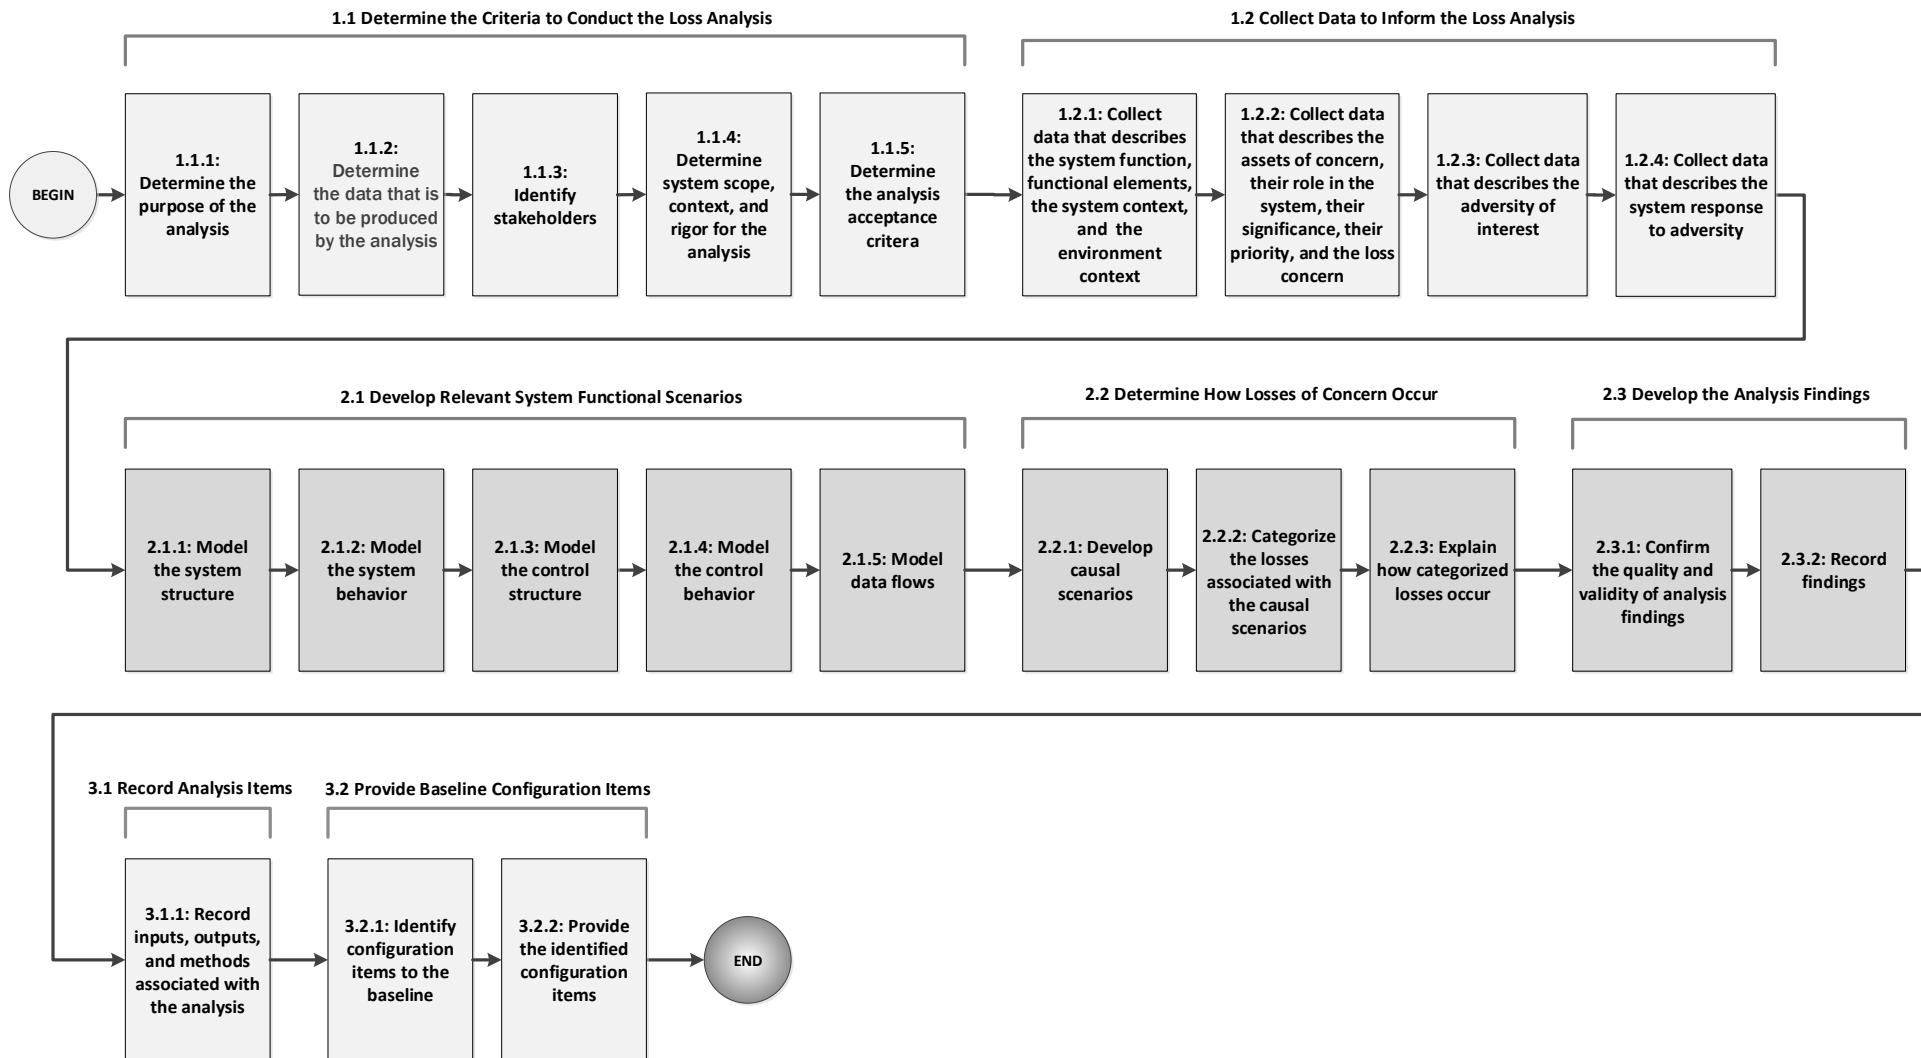 1.1 Determine the Criteria to Conduct the Loss Analysis
1.2 Collect Data to Inform the Loss Analysis
BEGIN
1.1.1:
Determine the
purpose of the
analysis
1.1.2:
Determine
the data that is
to be produced
by the analysis
1.1.3:
Identify
stakeholders
1.1.4:
Determine
system scope,
context, and
rigor for the
analysis
1.1.5:
Determine
the analysis
acceptance
critera
1.2.1: Collect
data that describes
the system function,
functional elements,
the system context,
and the
environment
context
1.2.2: Collect data
that describes the
assets of concern,
their role in the
system, their
significance, their
priority, and the loss
concern
1.2.3: Collect data
that describes the
adversity of
interest
1.2.4: Collect data
that describes the
system response
to adversity
2.1 Develop Relevant System Functional Scenarios
2.2 Determine How Losses of Concern Occur
2.3 Develop the Analysis Findings
2.1.1: Model
the system
structure
2.1.2: Model
the system
behavior
2.1.3: Model
the control
structure
2.1.4: Model
the control
behavior
2.1.5: Model
data flows
2.2.1: Develop
causal
scenarios
2.2.2: Categorize
the losses
associated with
the causal
scenarios
2.2.3: Explain
how categorized
losses occur
2.3.1: Confirm
the quality and
validity of analysis
findings
2.3.2: Record
findings
3.1 Record Analysis Items
3.2 Provide Baseline Configuration Items
3.1.1: Record
inputs, outputs,
and methods
associated with
the analysis
3.2.1: Identify
configuration
items to the
baseline
3.2.2: Provide
the identified
configuration
items
END